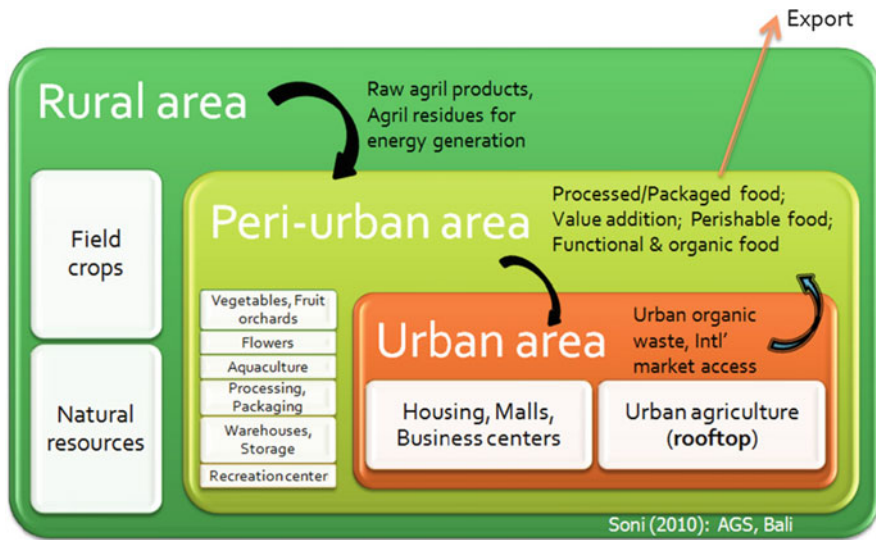 Export
Rural area
Raw agril products,
Agril residues for
energy generation
Field
crops
Natural
resources
Peri-urban area
Processed/Packaged food;
Value addition; Perishable food;
Functional & organic food
Vegetables, Fruit
orchards
Flowers
Aquaculture
Processing,
Packaging
Warehouses,
Storage
Recreation center
Urban area
Urban organic
waste, Intl’
market access
Housing, Malls,
Business centers
Urban agriculture
(rooftop)
Soni (2010): AGS, Bali